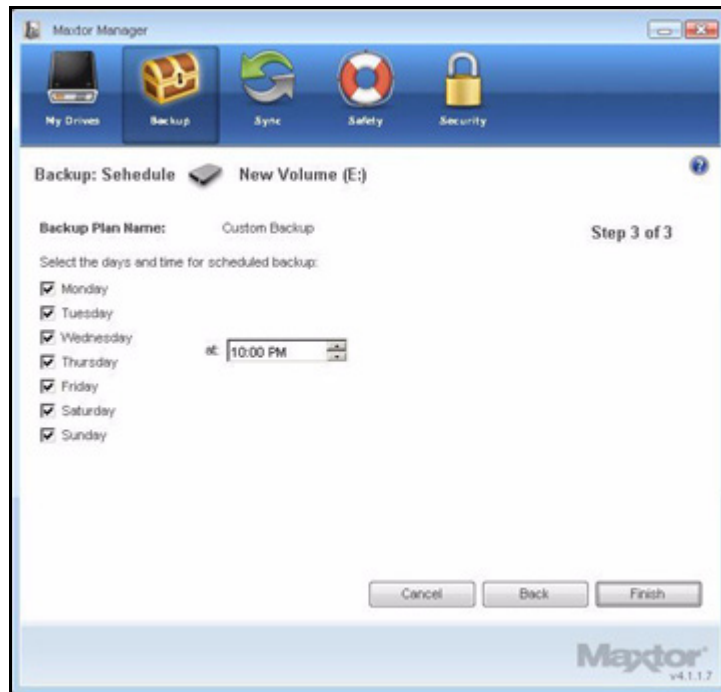 Maxtor Manager
My Drives Backup Sync Safety Security
Backup: Sehedule New Volume (E:)
Backup Plan Name: Custom Backup
Step 3 of 3
Select the days and time for scheduled backup:
Monday
Tuesday
Wednesday
at: 10:00 PM
Thursday
Friday
Saturday
Sunday
Cancel Back Finish
Maxtor
v4.1.1.7